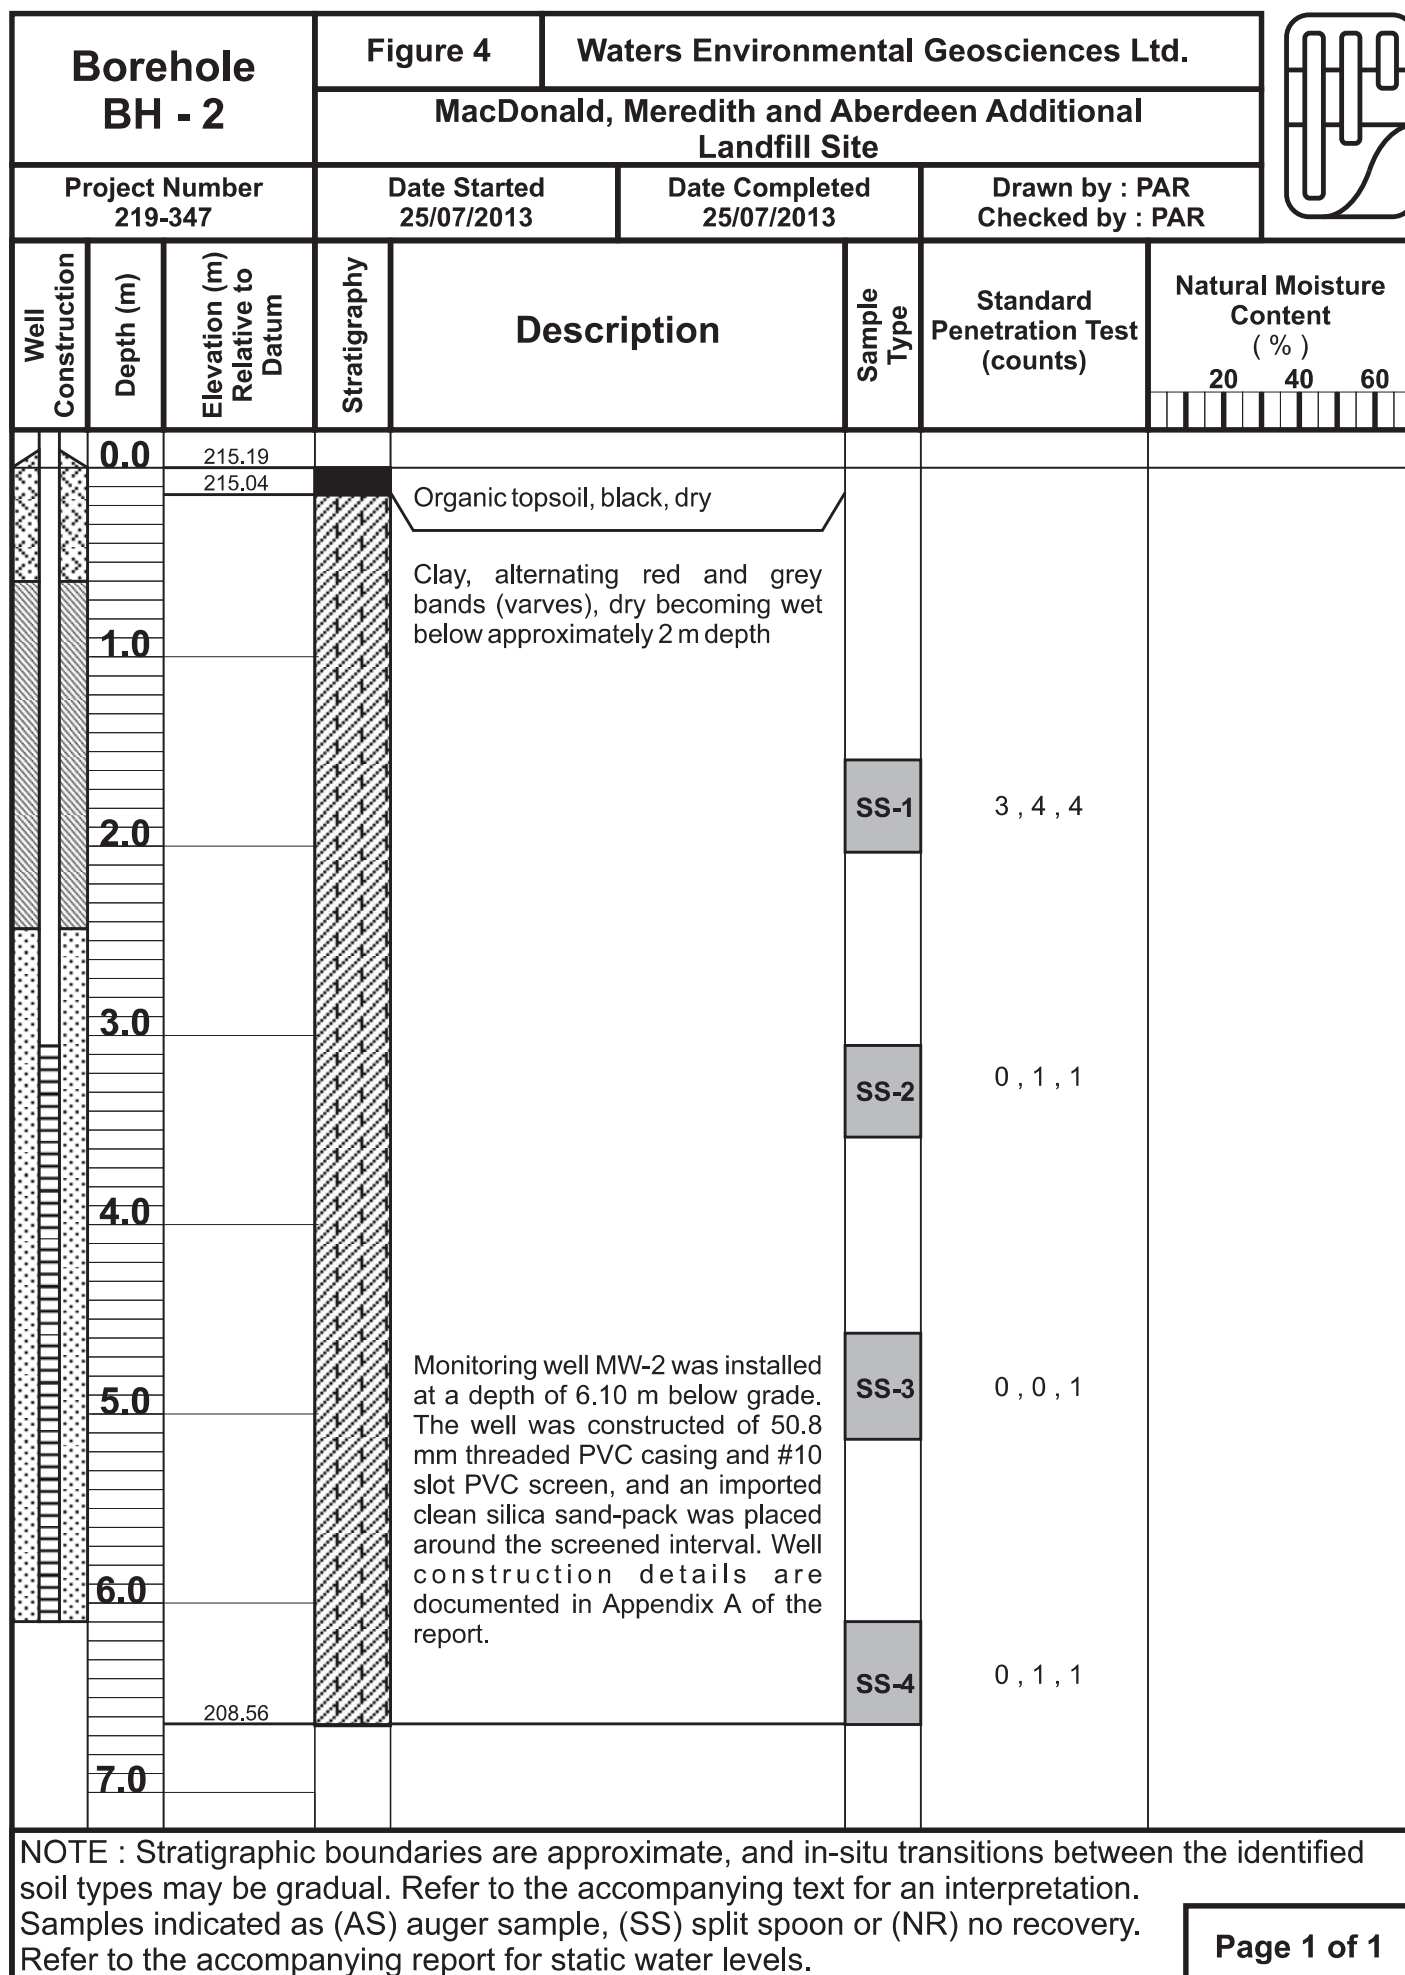 Borehole
BH - 2
Figure 4
Waters Environmental Geosciences Ltd.
MacDonald, Meredith and Aberdeen Additional
Landfill Site
Project Number
219-347
Date Started
25/07/2013
Date Completed
25/07/2013
Drawn by : PAR
Checked by : PAR
Well
Construction
Depth (m)
Elevation (m)
Relative to
Datum
Stratigraphy
Description
Sample
Type
Standard
Penetration Test
(counts)
Natural Moisture
Content
( % )
20 40 60
0.0
215.19
215.04
Organic topsoil, black, dry
Clay, alternating red and grey
bands (varves), dry becoming wet
below approximately 2 m depth
1.0
SS-1
3 , 4 , 4
2.0
3.0
SS-2
0 , 1 , 1
4.0
Monitoring well MW-2 was installed
at a depth of 6.10 m below grade.
The well was constructed of 50.8
mm threaded PVC casing and #10
slot PVC screen, and an imported
clean silica sand-pack was placed
around the screened interval. Well
construction details are
documented in Appendix A of the
report.
SS-3
0 , 0 , 1
5.0
6.0
SS-4
0 , 1 , 1
208.56
7.0
NOTE : Stratigraphic boundaries are approximate, and in-situ transitions between the identified
soil types may be gradual. Refer to the accompanying text for an interpretation.
Samples indicated as (AS) auger sample, (SS) split spoon or (NR) no recovery.
Refer to the accompanying report for static water levels.
Page 1 of 1